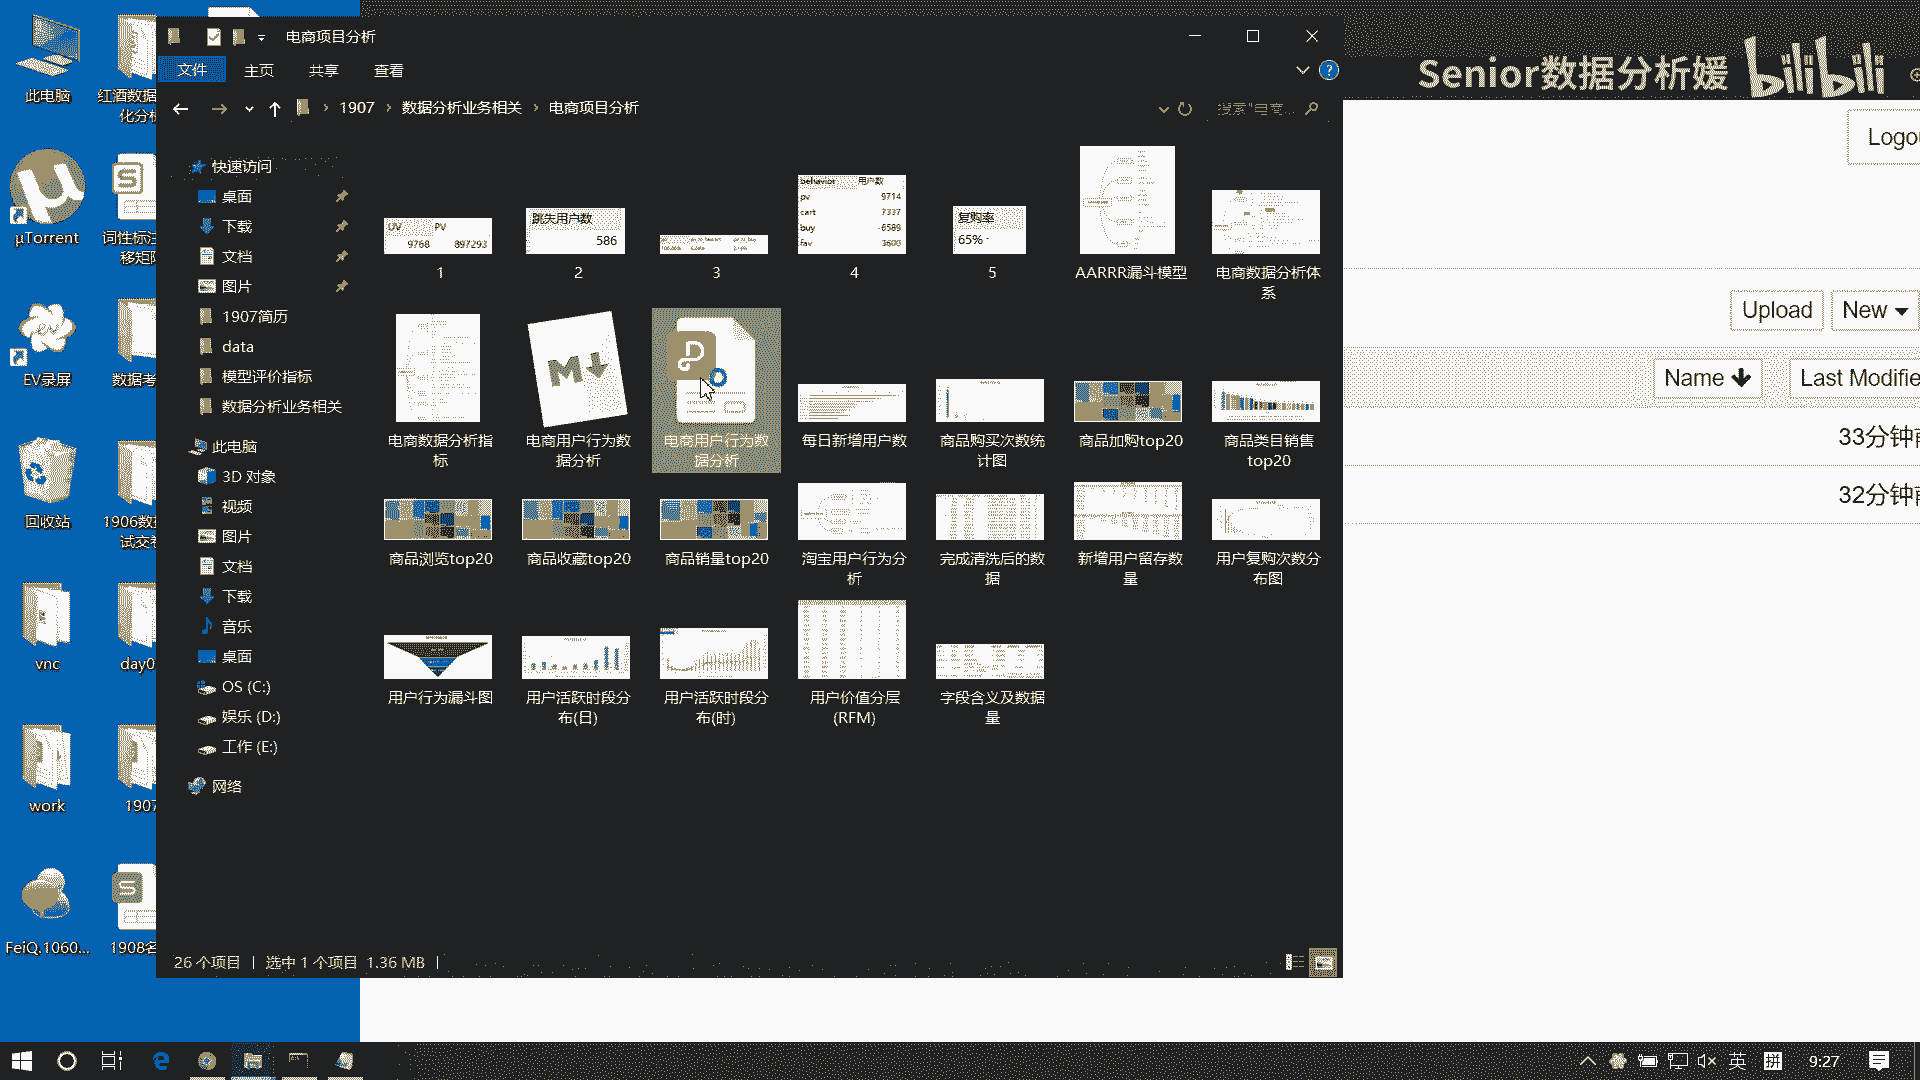 电商项目分析
文件
主页
共享
查看
Senior数据分析媛 bilibili
1907 数据分析业务相关 电商项目分析
搜索"电商...
Logou
快速访问
桌面
下载
文档
图片
1907简历
data
模型评价指标
数据分析业务相关
此电脑
3D 对象
视频
图片
文档
下载
音乐
桌面
OS (C:)
娱乐 (D:)
工作 (E:)
网络
此电脑
μTorrent
EV录屏
回收站
vnc
work
FeiQ.1060...
红酒数据
化分析
词性标注
移矩阵
数据考
1906数据
试交卷
day0
1907
1908名
UV PV
9768 897293
1
跳失用户数
586
2
3
behavior 用户数
pv 9714
cart 7337
buy 6589
fav 3600
4
复购率
65%
5
AARRR漏斗模型
电商数据分析体
系
电商数据分析指
标
电商用户行为数
据分析
电商用户行为数
据分析
每日新增用户数
商品购买次数统
计图
商品加购top20
商品类目销售
top20
商品浏览top20
商品收藏top20
商品销量top20
淘宝用户行为分
析
完成清洗后的数
据
新增用户留存数
量
用户复购次数分
布图
用户行为漏斗图
用户活跃时段分
布(日)
用户活跃时段分
布(时)
用户价值分层
(RFM)
字段含义及数据
量
26 个项目
选中 1 个项目 1.36 MB
Upload
New
Name
Last Modifie
33分钟前
32分钟前
英
拼
9:27